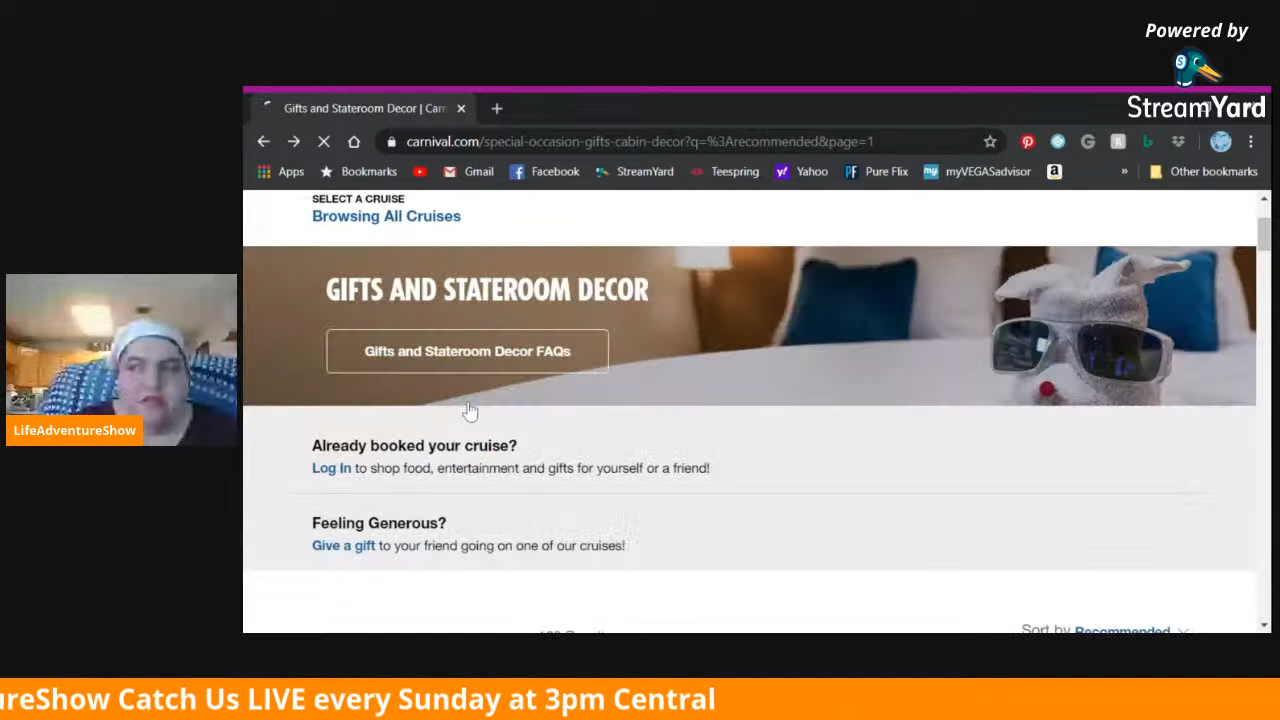 Powered by
StreamYard
Gifts and Stateroom Decor | Carn
carnival.com/special-occasion-gifts-cabin-decor?q=%3Arecommended&page=1
Apps Bookmarks Gmail Facebook StreamYard Teespring Yahoo PF Pure Flix my myVEGASadvisor a » Other bookmarks
SELECT A CRUISE
Browsing All Cruises
GIFTS AND STATEROOM DECOR
Gifts and Stateroom Decor FAQs
LifeAdventureShow
Already booked your cruise?
Log In to shop food, entertainment and gifts for yourself or a friend!
Feeling Generous?
Give a gift to your friend going on one of our cruises!
Sort by Recommended
ureShow Catch Us LIVE every Sunday at 3pm Central